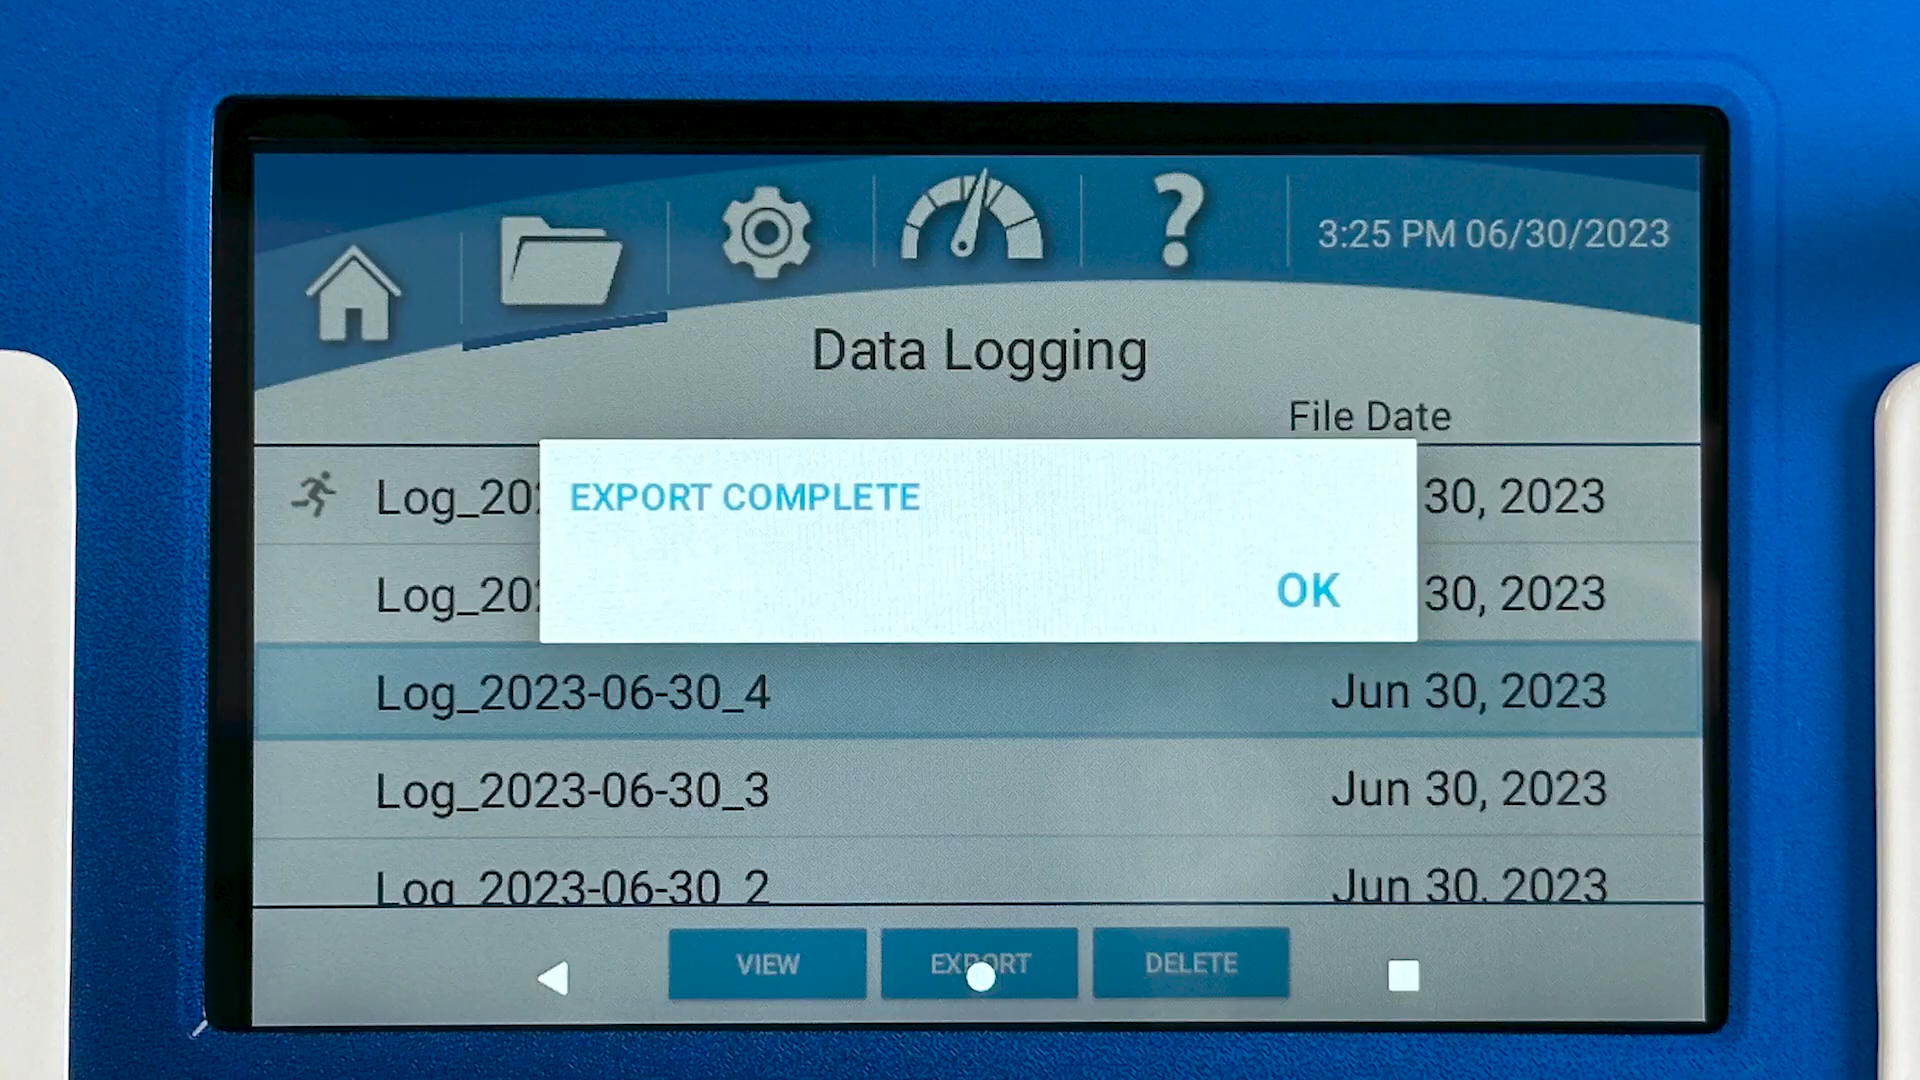 3:25 PM 06/30/2023
Data Logging
File Date
Log_20 30, 2023
EXPORT COMPLETE
Log_20 30, 2023
OK
Log_2023-06-30_4 Jun 30, 2023
Log_2023-06-30_3 Jun 30, 2023
Log_2023-06-30_2 Jun 30, 2023
VIEW EXPORT DELETE